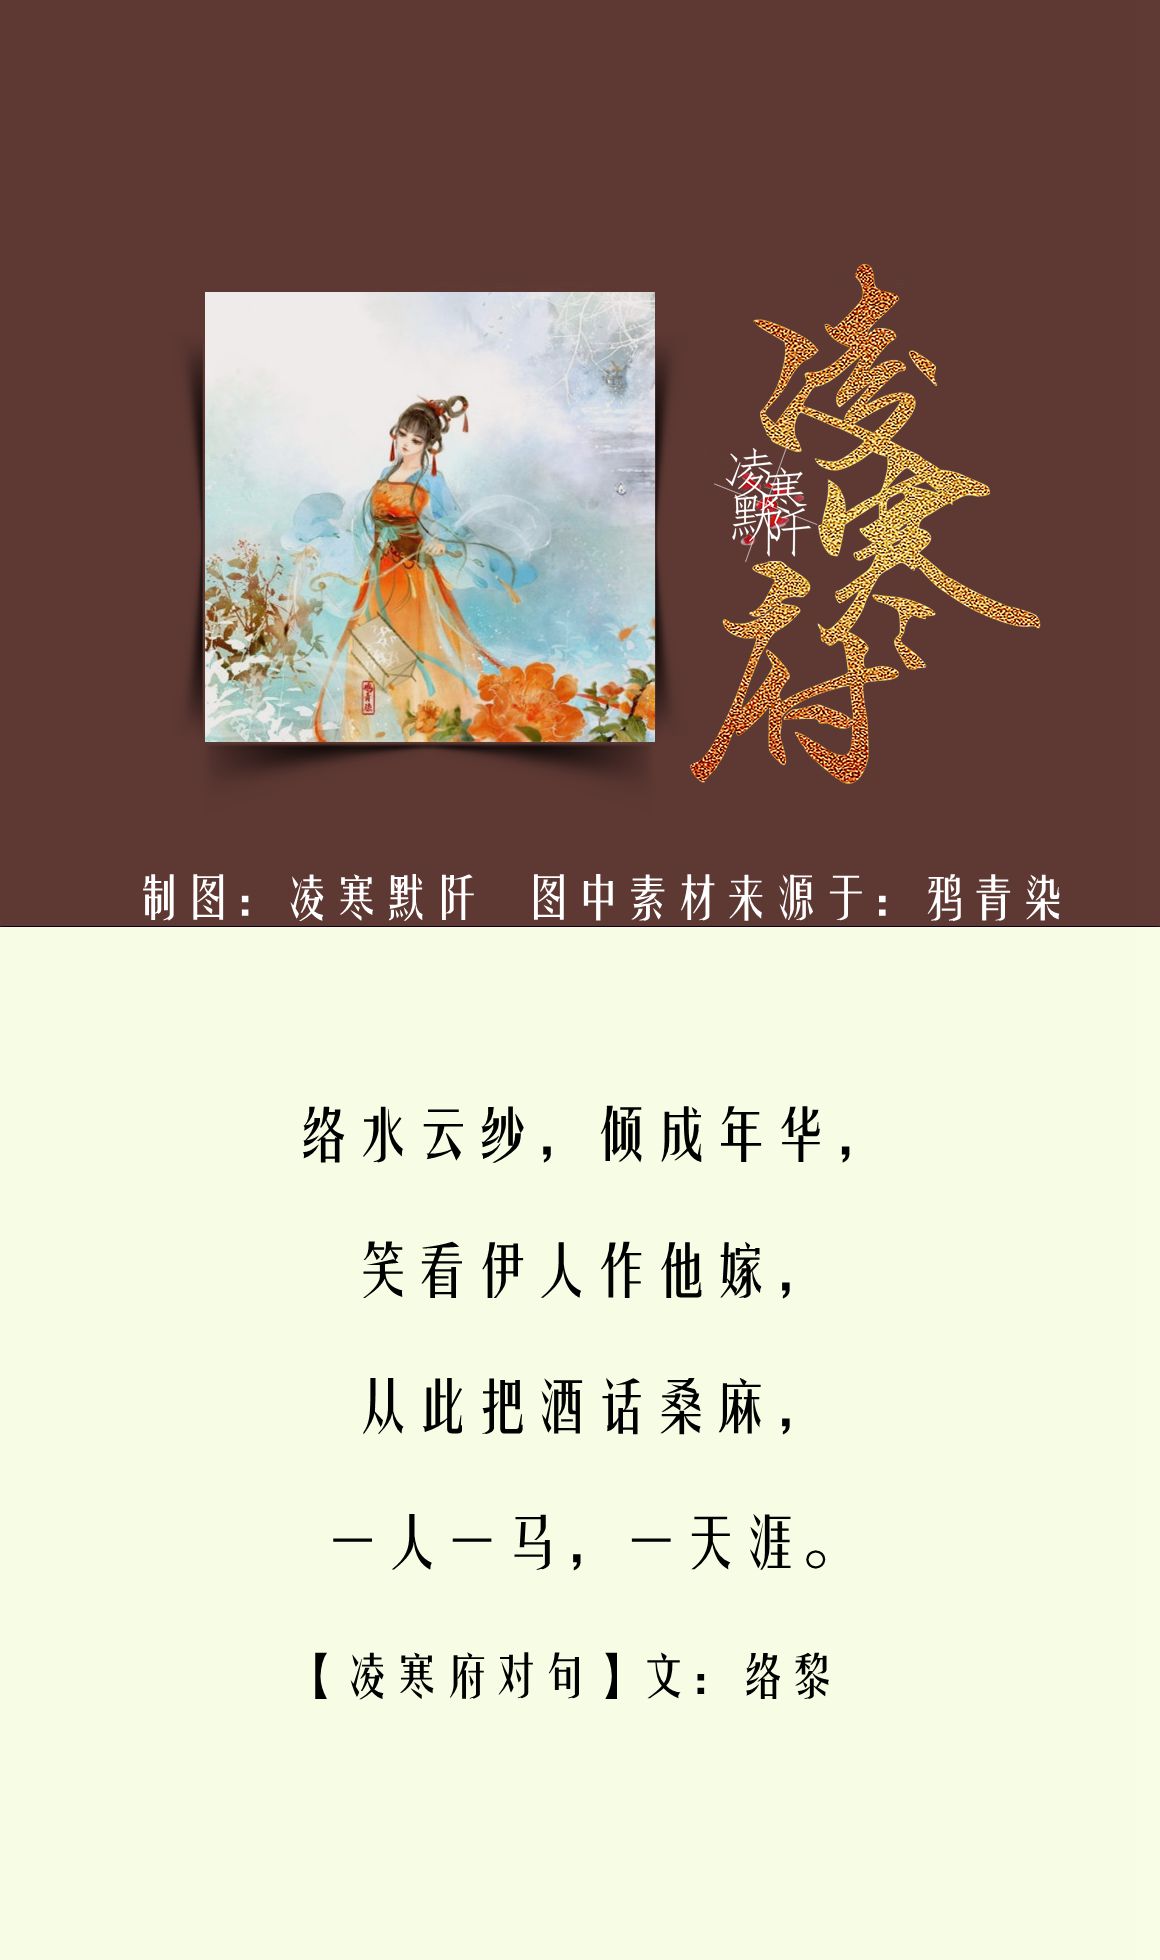 凌寒府
凌寒
默阡
鸦青染
制图：凌寒默阡 图中素材来源于：鸦青染
络水云纱，倾成年华，
笑看伊人作他嫁，
从此把酒话桑麻，
一人一马，一天涯。
【凌寒府对句】文：络黎